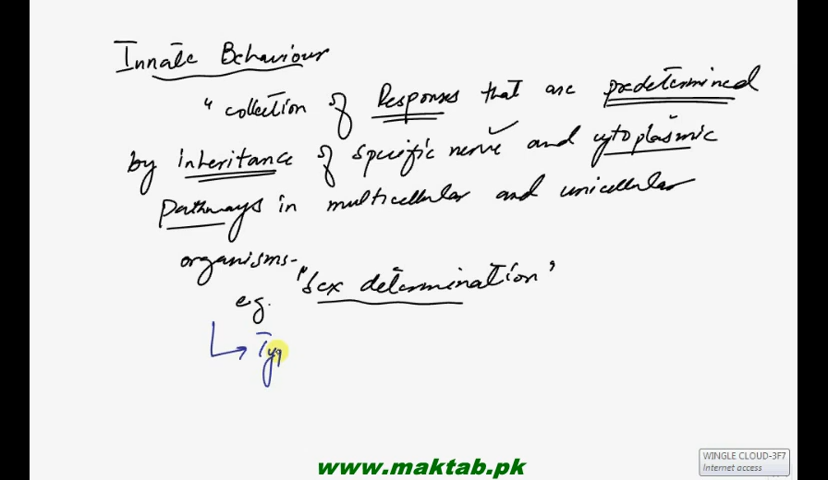 Innate Behaviour
"collection of Responses that are predetermined
by inheritance of specific nerve and cytoplasmic
pathways in multicellular and unicellular
organisms-
e.g. "Sex determination"
Typ
www.maktab.pk
WINGLE CLOUD-3F7
Internet access